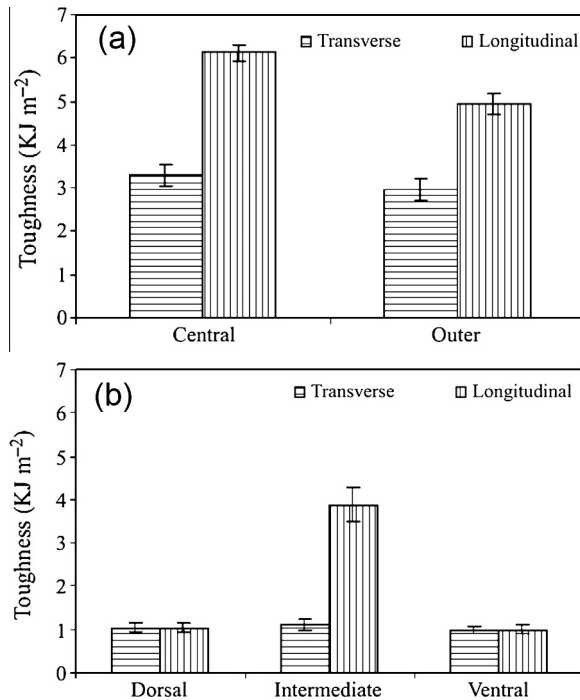 (a)
Transverse Longitudinal
Toughness (KJ m⁻²)
7
6
5
4
3
2
1
0
Central Outer
(b)
Transverse Longitudinal
Toughness (KJ m⁻²)
7
6
5
4
3
2
1
0
Dorsal Intermediate Ventral